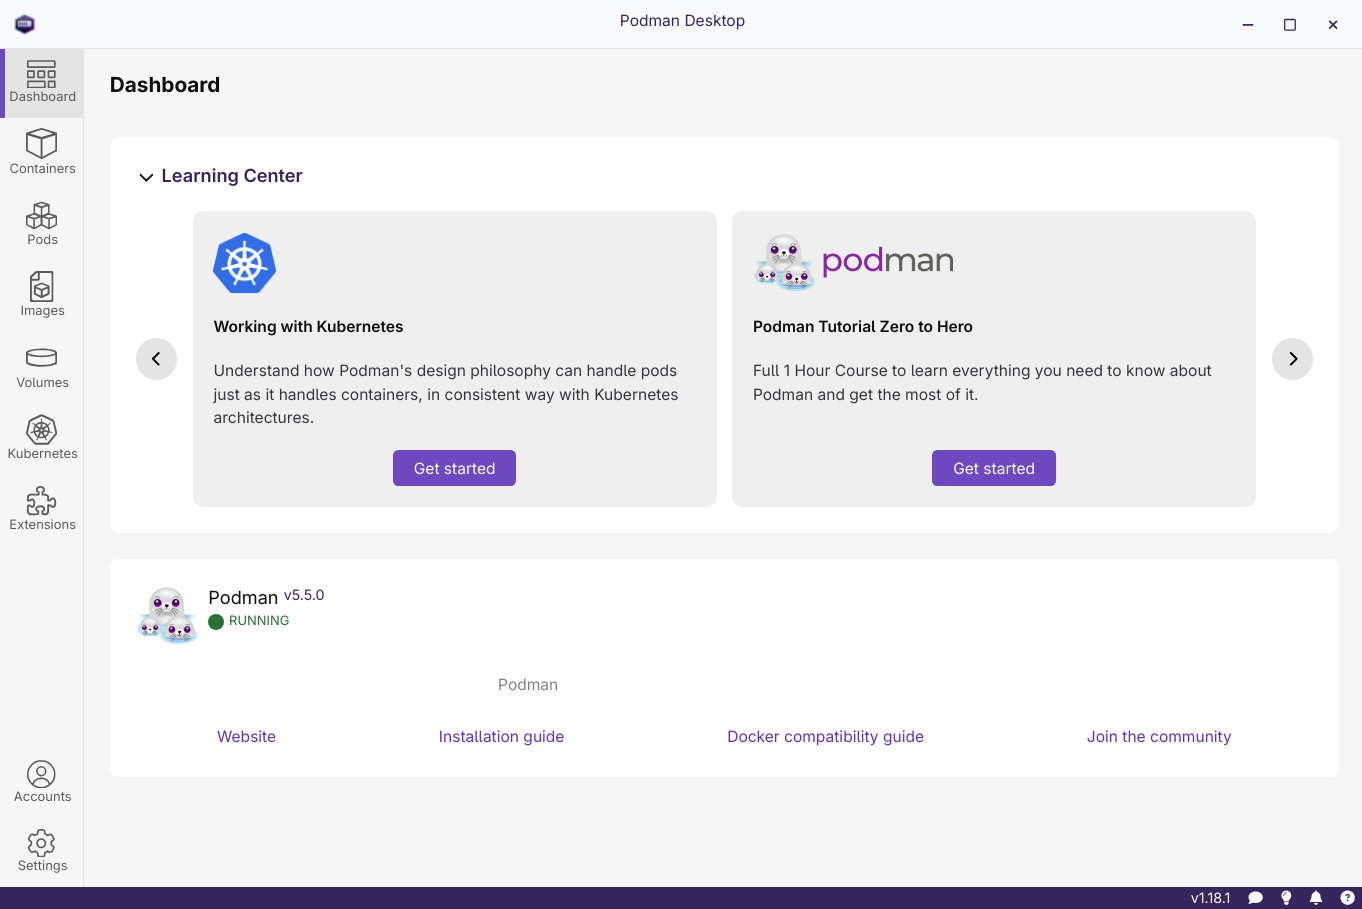 Podman Desktop
Dashboard
Containers
Pods
Images
Volumes
Kubernetes
Extensions
Accounts
Settings
Dashboard
Learning Center
Working with Kubernetes
Understand how Podman's design philosophy can handle pods
just as it handles containers, in consistent way with Kubernetes
architectures.
Get started
podman
Podman Tutorial Zero to Hero
Full 1 Hour Course to learn everything you need to know about
Podman and get the most of it.
Get started
Podman v5.5.0
RUNNING
Podman
Website
Installation guide
Docker compatibility guide
Join the community
v1.18.1